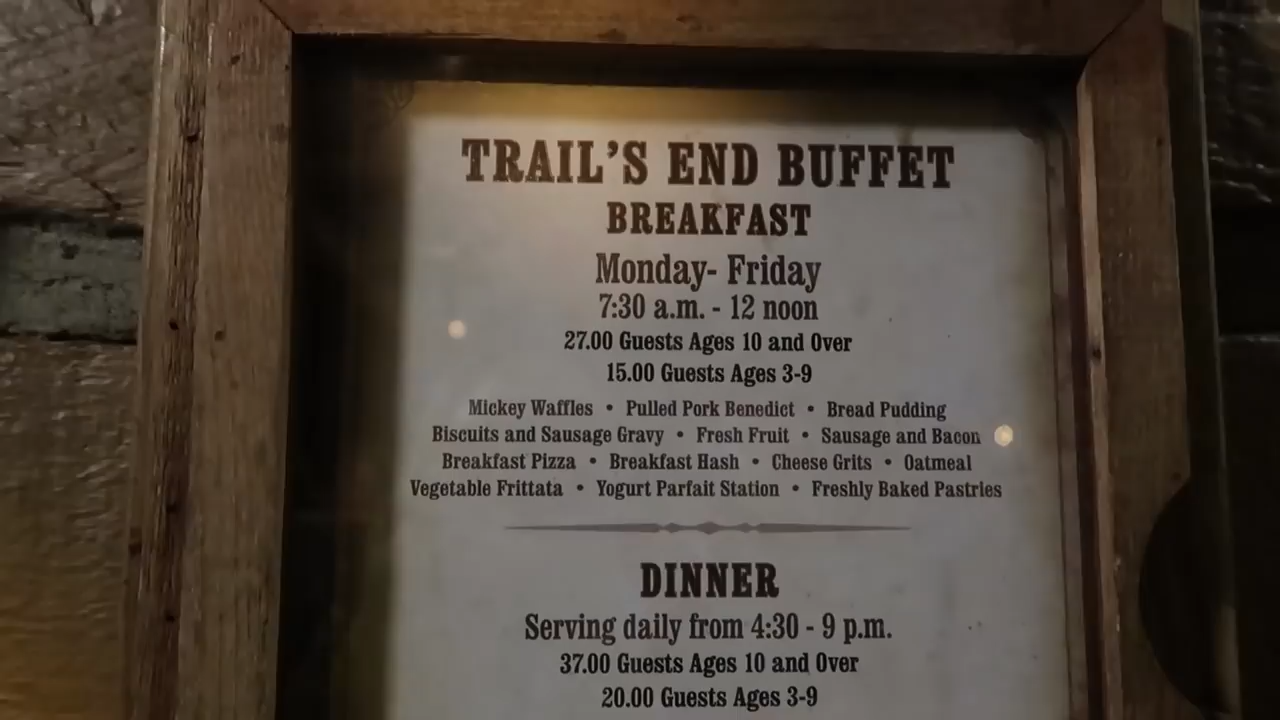 TRAIL'S END BUFFET
BREAKFAST
Monday- Friday
7:30 a.m. - 12 noon
27.00 Guests Ages 10 and Over
15.00 Guests Ages 3-9
Mickey Waffles • Pulled Pork Benedict • Bread Pudding
Biscuits and Sausage Gravy • Fresh Fruit • Sausage and Bacon
Breakfast Pizza • Breakfast Hash • Cheese Grits • Oatmeal
Vegetable Frittata • Yogurt Parfait Station • Freshly Baked Pastries
DINNER
Serving daily from 4:30 - 9 p.m.
37.00 Guests Ages 10 and Over
20.00 Guests Ages 3-9